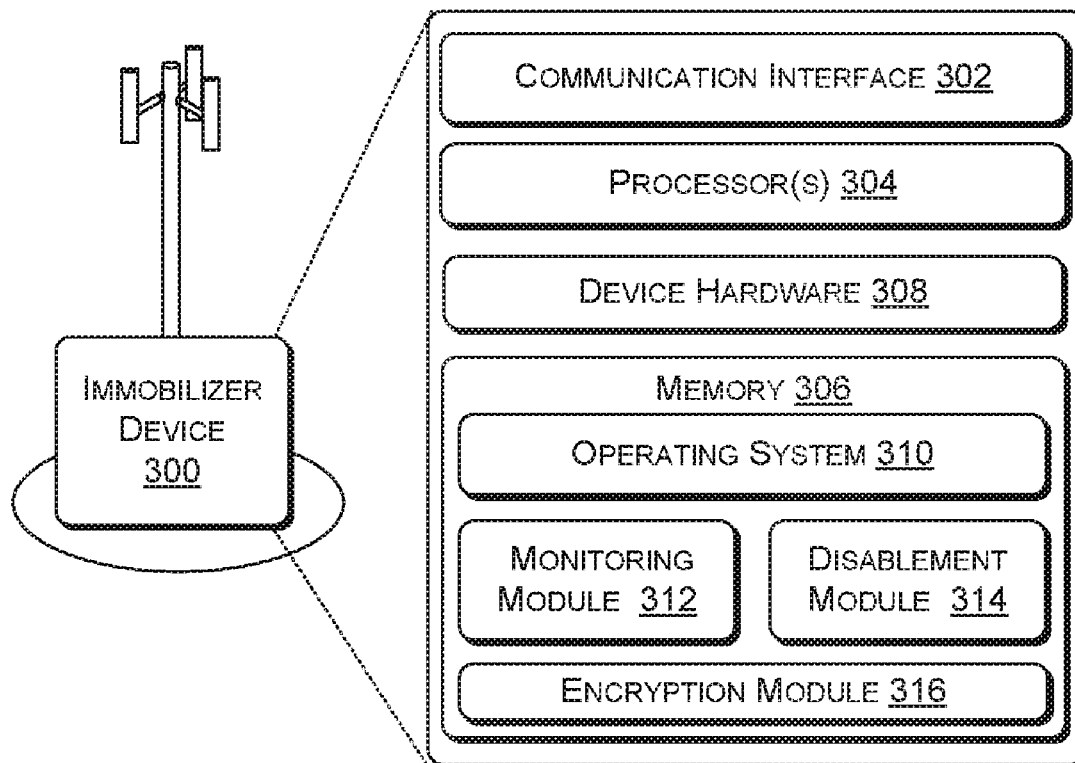 IMMOBILIZER
DEVICE
300
COMMUNICATION INTERFACE 302
PROCESSOR(S) 304
DEVICE HARDWARE 308
MEMORY 306
OPERATING SYSTEM 310
MONITORING
MODULE 312
DISABLEMENT
MODULE 314
ENCRYPTION MODULE 316